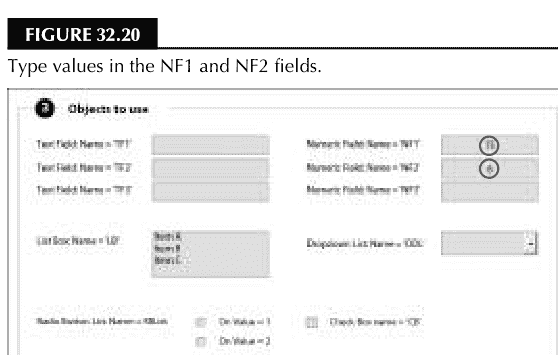 FIGURE 32.20
Type values in the NF1 and NF2 fields.
Objects to use
Text Field Name = 'TF1'
Numeric Field Name = 'NF1'
Text Field Name = 'TF2'
Numeric Field Name = 'NF2'
Text Field Name = 'TF3'
Numeric Field Name = 'NF3'
List Box Name = 'LB'
Item A
Item B
Item C
Dropdown List Name = 'DDL'
Radio Button List Name =
On Value = 1
Check Box name = 'CB'
On Value = 2